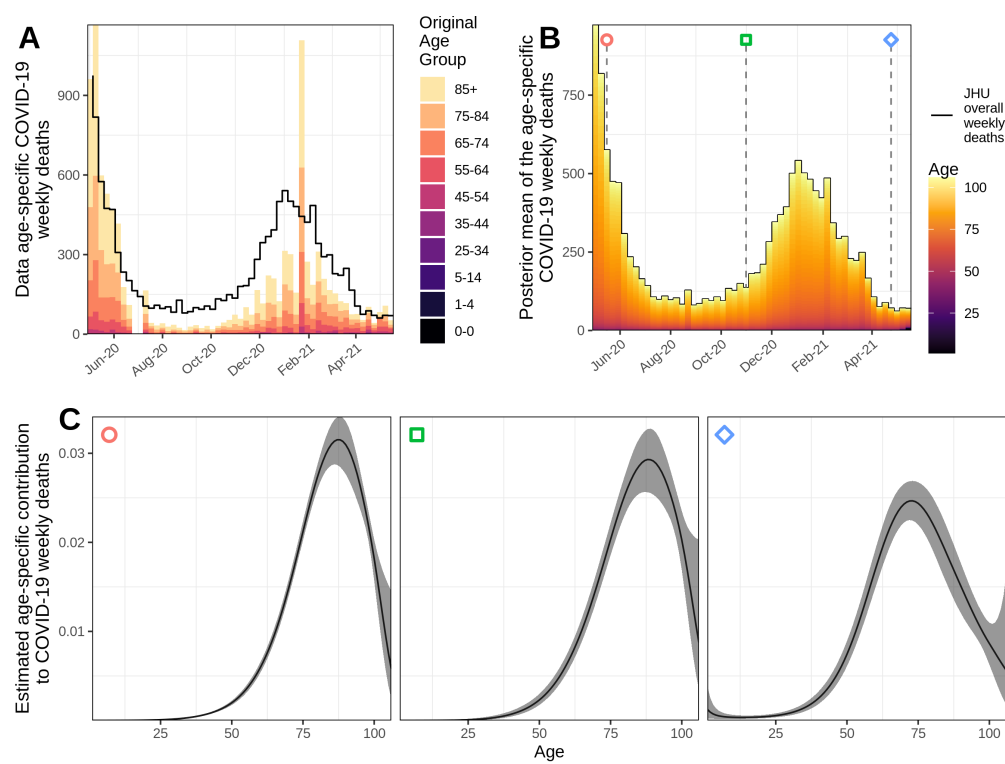 A
Data age-specific COVID-19
weekly deaths
900
600
300
0
Jun-20
Aug-20
Oct-20
Dec-20
Feb-21
Apr-21
Original
Age
Group
85+
75-84
65-74
55-64
45-54
35-44
25-34
5-14
1-4
0-0
B
Posterior mean of the age-specific
COVID-19 weekly deaths
750
500
250
0
Jun-20
Aug-20
Oct-20
Dec-20
Feb-21
Apr-21
JHU
overall
weekly
deaths
Age
100
75
50
25
C
Estimated age-specific contribution
to COVID-19 weekly deaths
0.03
0.02
0.01
25
50
75
100
25
50
75
100
25
50
75
100
Age